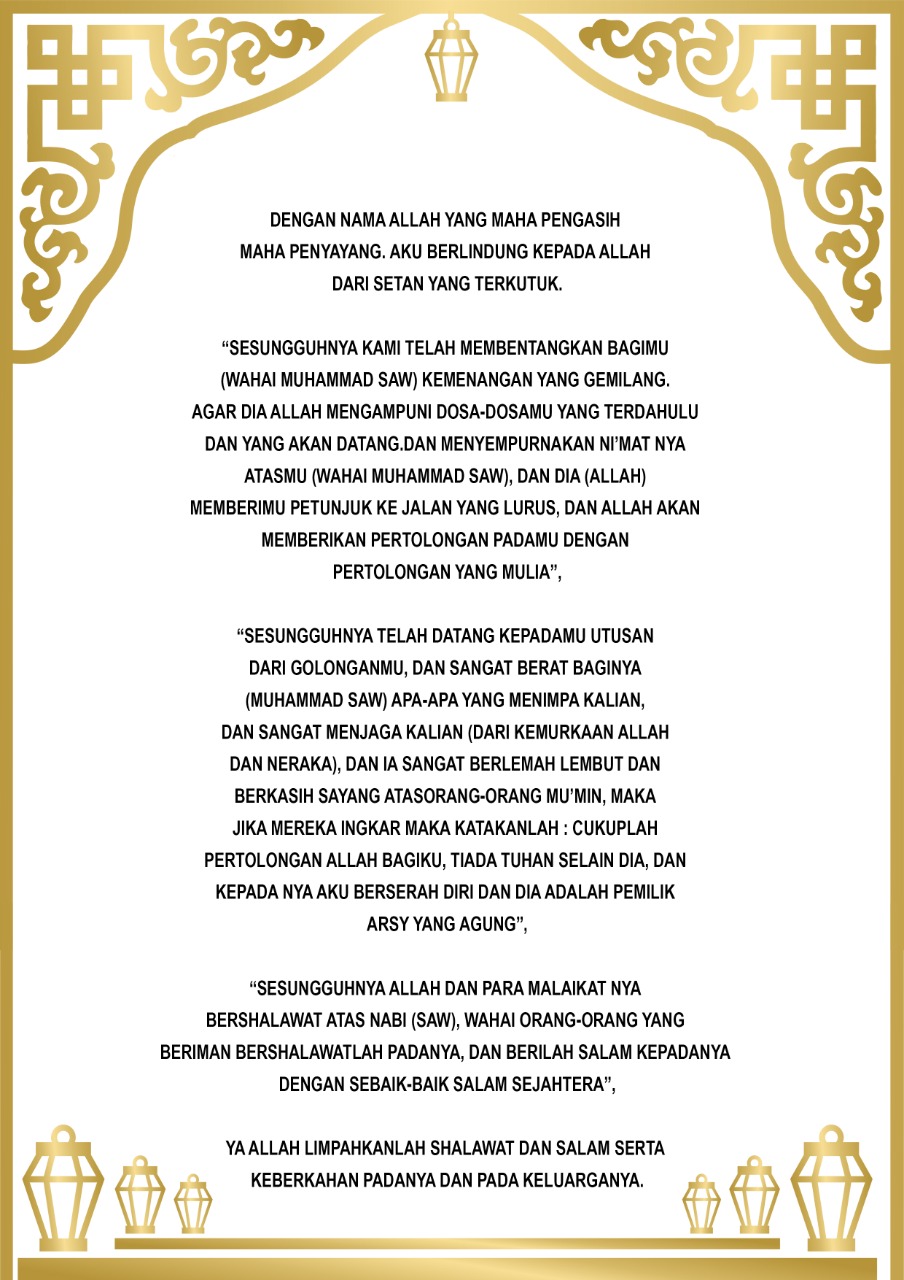 DENGAN NAMA ALLAH YANG MAHA PENGASIH
MAHA PENYAYANG. AKU BERLINDUNG KEPADA ALLAH
DARI SETAN YANG TERKUTUK.
“SESUNGGUHNYA KAMI TELAH MEMBENTANGKAN BAGIMU
(WAHAI MUHAMMAD SAW) KEMENANGAN YANG GEMILANG.
AGAR DIA ALLAH MENGAMPUNI DOSA-DOSAMU YANG TERDAHULU
DAN YANG AKAN DATANG.DAN MENYEMPURNAKAN NI’MAT NYA
ATASMU (WAHAI MUHAMMAD SAW), DAN DIA (ALLAH)
MEMBERIMU PETUNJUK KE JALAN YANG LURUS, DAN ALLAH AKAN
MEMBERIKAN PERTOLONGAN PADAMU DENGAN
PERTOLONGAN YANG MULIA”,
“SESUNGGUHNYA TELAH DATANG KEPADAMU UTUSAN
DARI GOLONGANMU, DAN SANGAT BERAT BAGINYA
(MUHAMMAD SAW) APA-APA YANG MENIMPA KALIAN,
DAN SANGAT MENJAGA KALIAN (DARI KEMURKAAN ALLAH
DAN NERAKA), DAN IA SANGAT BERLEMAH LEMBUT DAN
BERKASIH SAYANG ATASORANG-ORANG MU’MIN, MAKA
JIKA MEREKA INGKAR MAKA KATAKANLAH : CUKUPLAH
PERTOLONGAN ALLAH BAGIKU, TIADA TUHAN SELAIN DIA, DAN
KEPADA NYA AKU BERSERAH DIRI DAN DIA ADALAH PEMILIK
ARSY YANG AGUNG”,
“SESUNGGUHNYA ALLAH DAN PARA MALAIKAT NYA
BERSHALAWAT ATAS NABI (SAW), WAHAI ORANG-ORANG YANG
BERIMAN BERSHALAWATLAH PADANYA, DAN BERILAH SALAM KEPADANYA
DENGAN SEBAIK-BAIK SALAM SEJAHTERA”,
YA ALLAH LIMPAHKANLAH SHALAWAT DAN SALAM SERTA
KEBERKAHAN PADANYA DAN PADA KELUARGANYA.